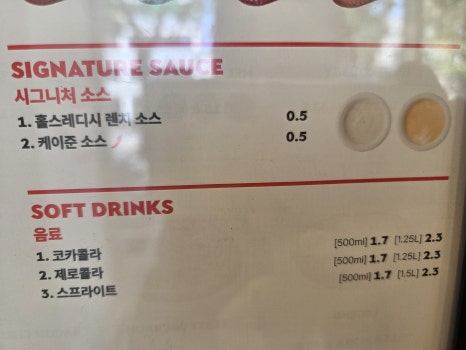 SIGNATURE SAUCE
시그니처 소스
1. 홀스레디시 렌치 소스 0.5
2. 케이준 소스 0.5
SOFT DRINKS
음료
1. 코카콜라 [500ml] 1.7 [1.25L] 2.3
2. 제로콜라 [500ml] 1.7 [1.25L] 2.3
3. 스프라이트 [500ml] 1.7 [1.5L] 2.3